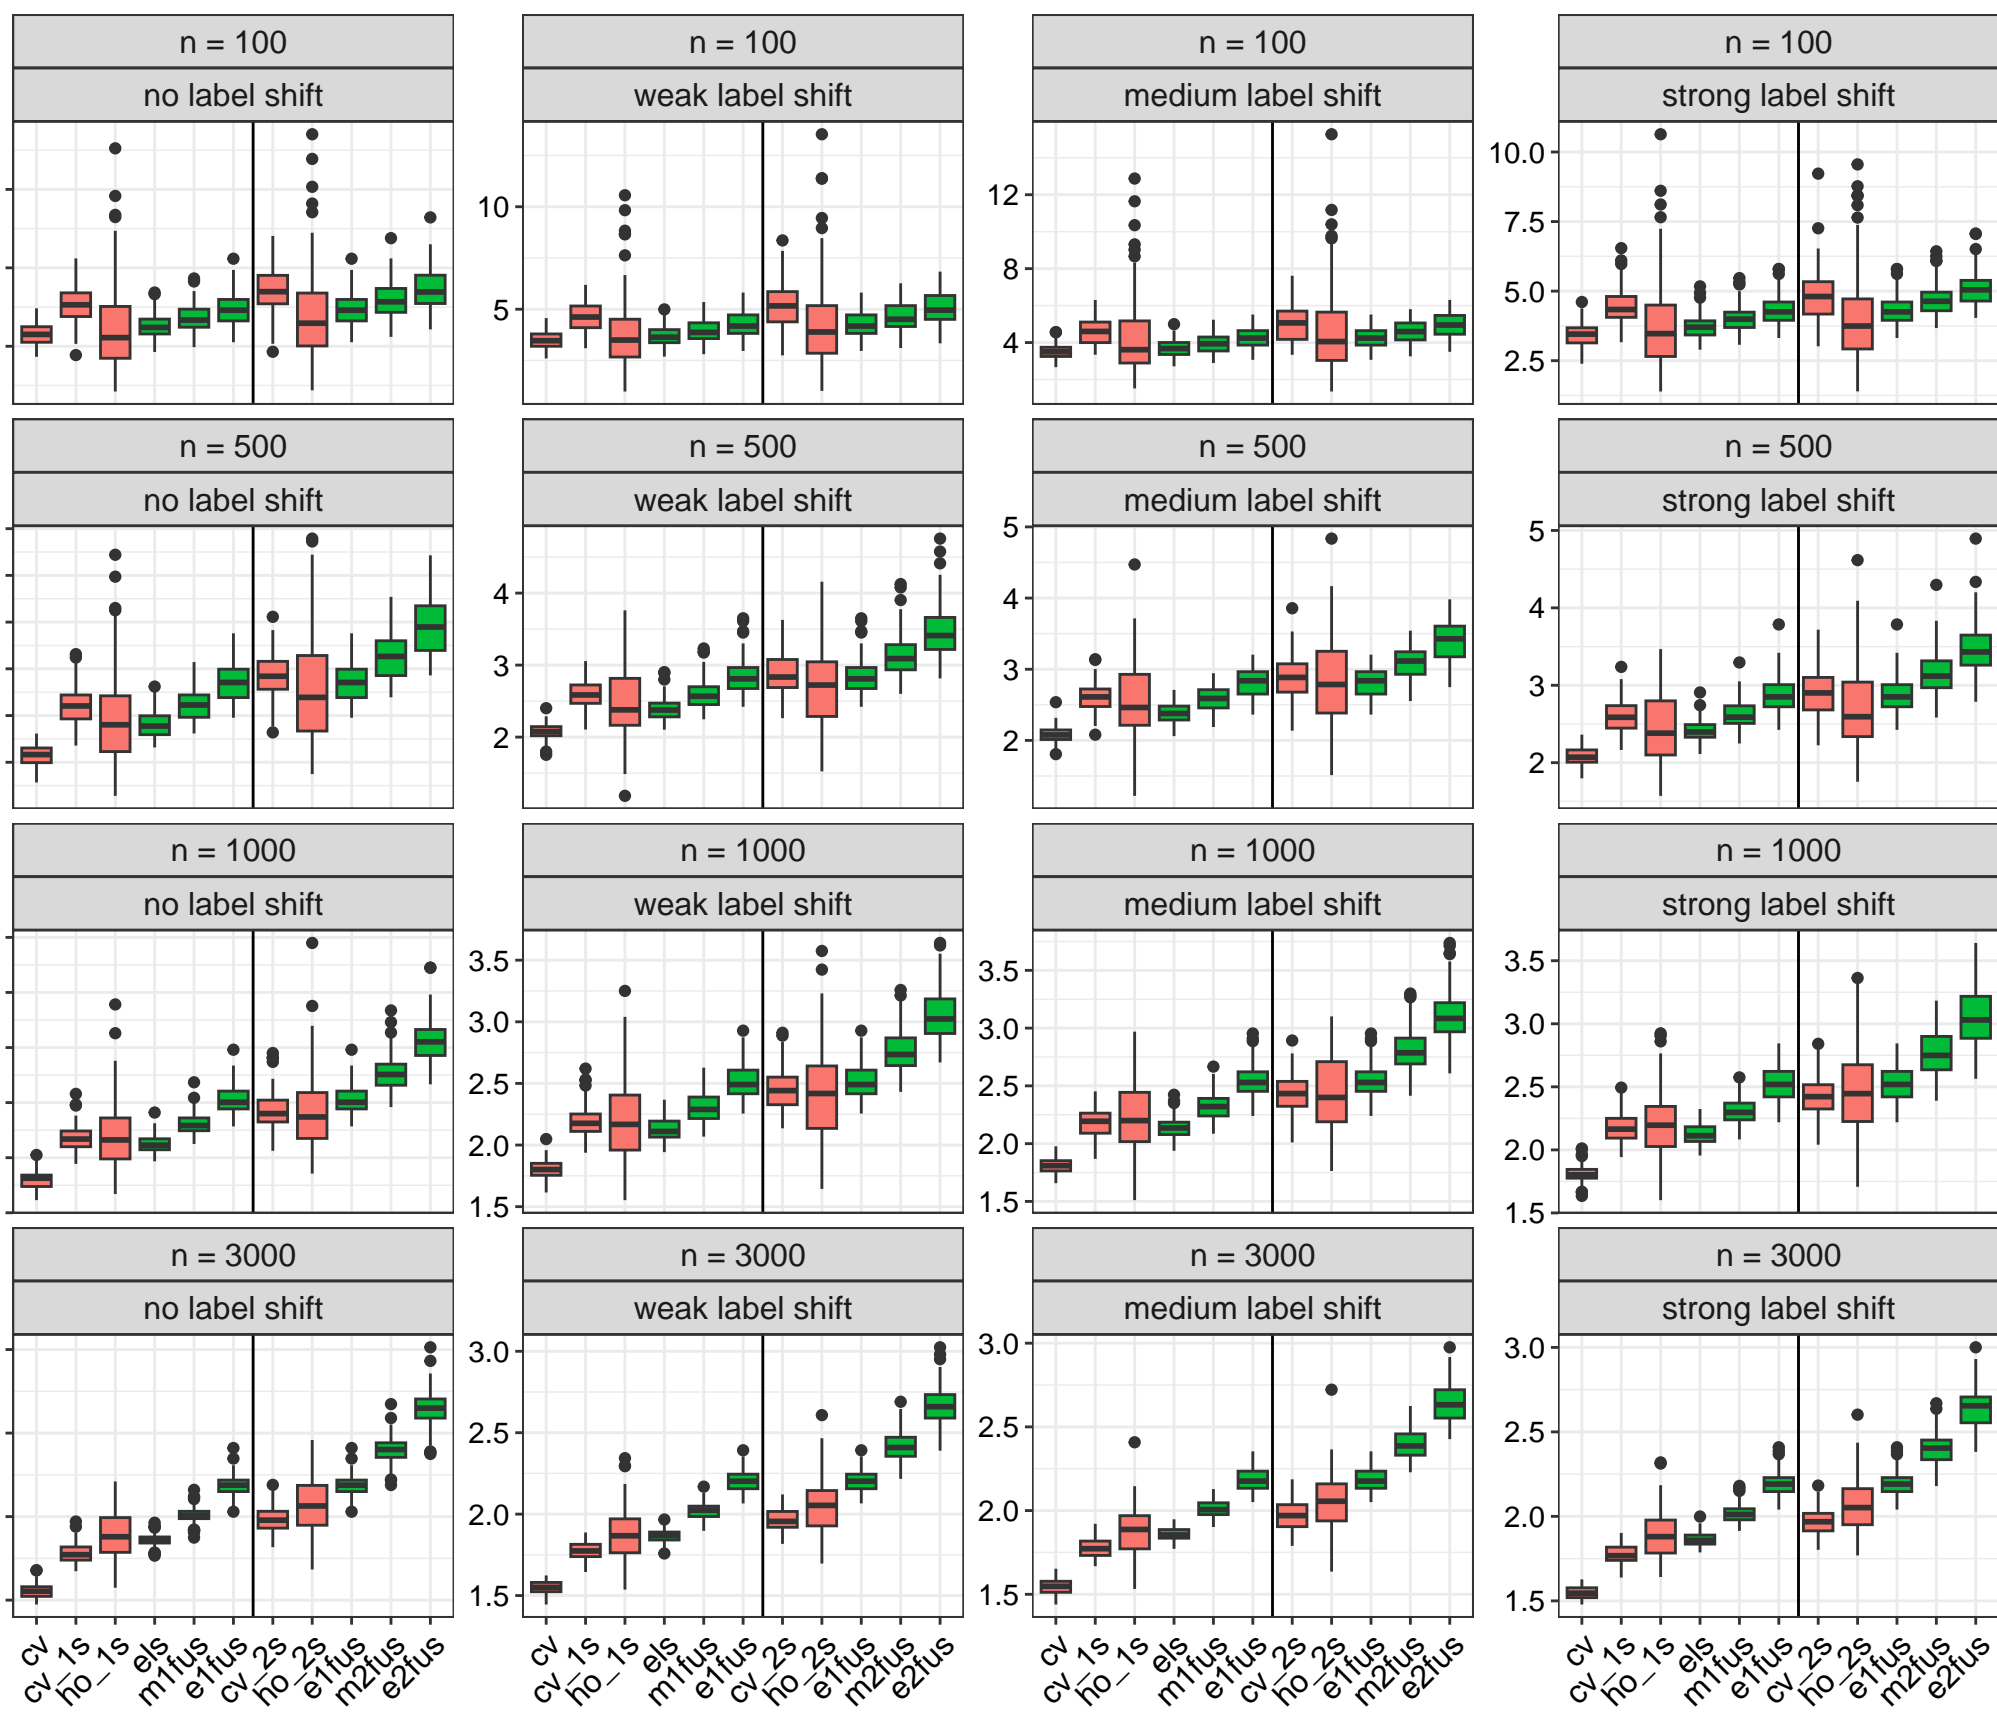 n = 100
n = 100
n = 100
n = 100
no label shift
weak label shift
medium label shift
strong label shift
10
5
12
8
4
10.0
7.5
5.0
2.5
n = 500
n = 500
n = 500
n = 500
no label shift
weak label shift
medium label shift
strong label shift
4
3
2
5
4
3
2
5
4
3
2
n = 1000
n = 1000
n = 1000
n = 1000
no label shift
weak label shift
medium label shift
strong label shift
3.5
3.0
2.5
2.0
1.5
3.5
3.0
2.5
2.0
1.5
3.5
3.0
2.5
2.0
1.5
n = 3000
n = 3000
n = 3000
n = 3000
no label shift
weak label shift
medium label shift
strong label shift
3.0
2.5
2.0
1.5
3.0
2.5
2.0
1.5
3.0
2.5
2.0
1.5
cv cv_1s ho_1s els m1fus e1fus cv_2s ho_2s e1fus m2fus e2fus
cv cv_1s ho_1s els m1fus e1fus cv_2s ho_2s e1fus m2fus e2fus
cv cv_1s ho_1s els m1fus e1fus cv_2s ho_2s e1fus m2fus e2fus
cv cv_1s ho_1s els m1fus e1fus cv_2s ho_2s e1fus m2fus e2fus